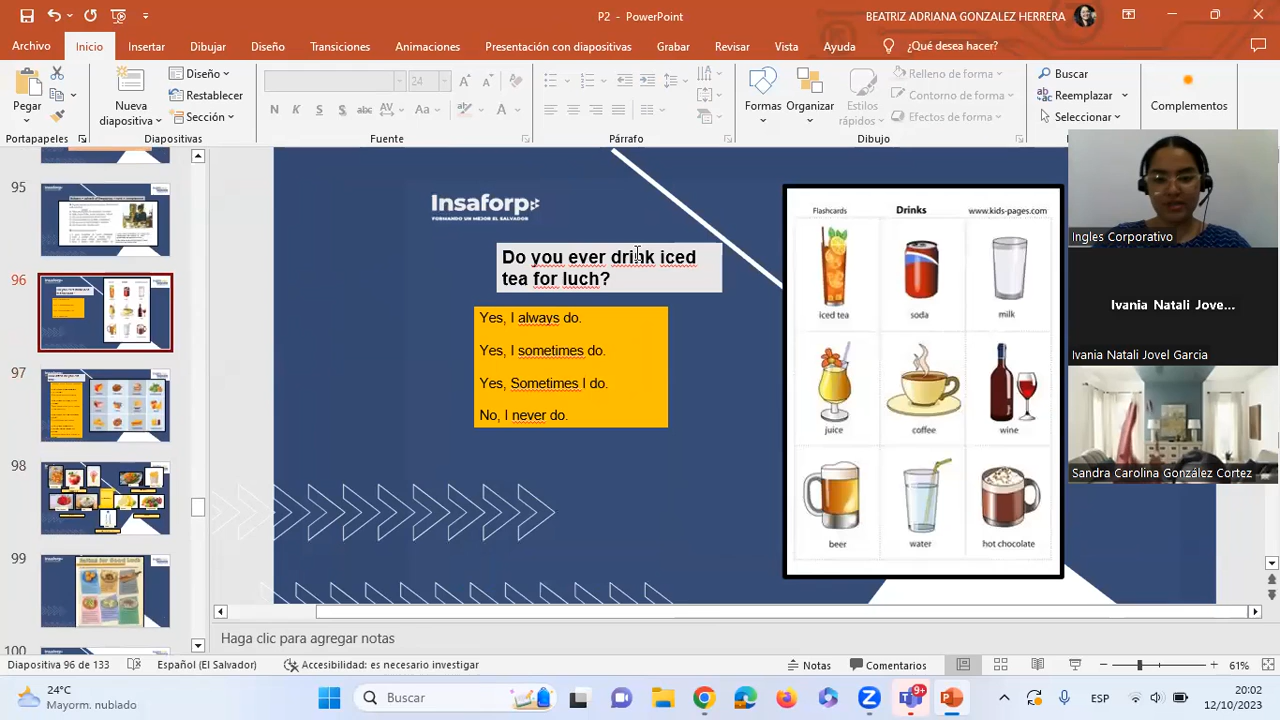 P2 - PowerPoint
BEATRIZ ADRIANA GONZALEZ HERRERA
Archivo Inicio Insertar Dibujar Diseño Transiciones Animaciones Presentación con diapositivas Grabar Revisar Vista Ayuda ¿Qué desea hacer?
Pegar
Nueva
diapositiva
Diseño
Restablecer
Sección
24
N K S S abc AV Aa A
Formas Organizar Estilos
rápidos
Relleno de forma
Contorno de forma
Efectos de forma
Buscar
Reemplazar
Seleccionar
Complementos
Portapapeles Diapositivas Fuente Párrafo Dibujo
95
96
97
98
99
100
Insaforp
FORMANDO UN MEJOR EL SALVADOR
Do you ever drink iced
tea for luch?
Yes, I always do.
Yes, I sometimes do.
Yes, Sometimes I do.
No, I never do.
Flashcards Drinks www.kids-pages.com
iced tea soda milk
juice coffee wine
beer water hot chocolate
Ingles Corporativo
Ivania Natali Jove...
Ivania Natali Jovel Garcia
Sandra Carolina González Cortez
Haga clic para agregar notas
Diapositiva 96 de 133 Español (El Salvador) Accesibilidad: es necesario investigar Notas Comentarios 61%
24°C
Mayorm. nublado
Buscar
9+
ESP
20:02
12/10/2023